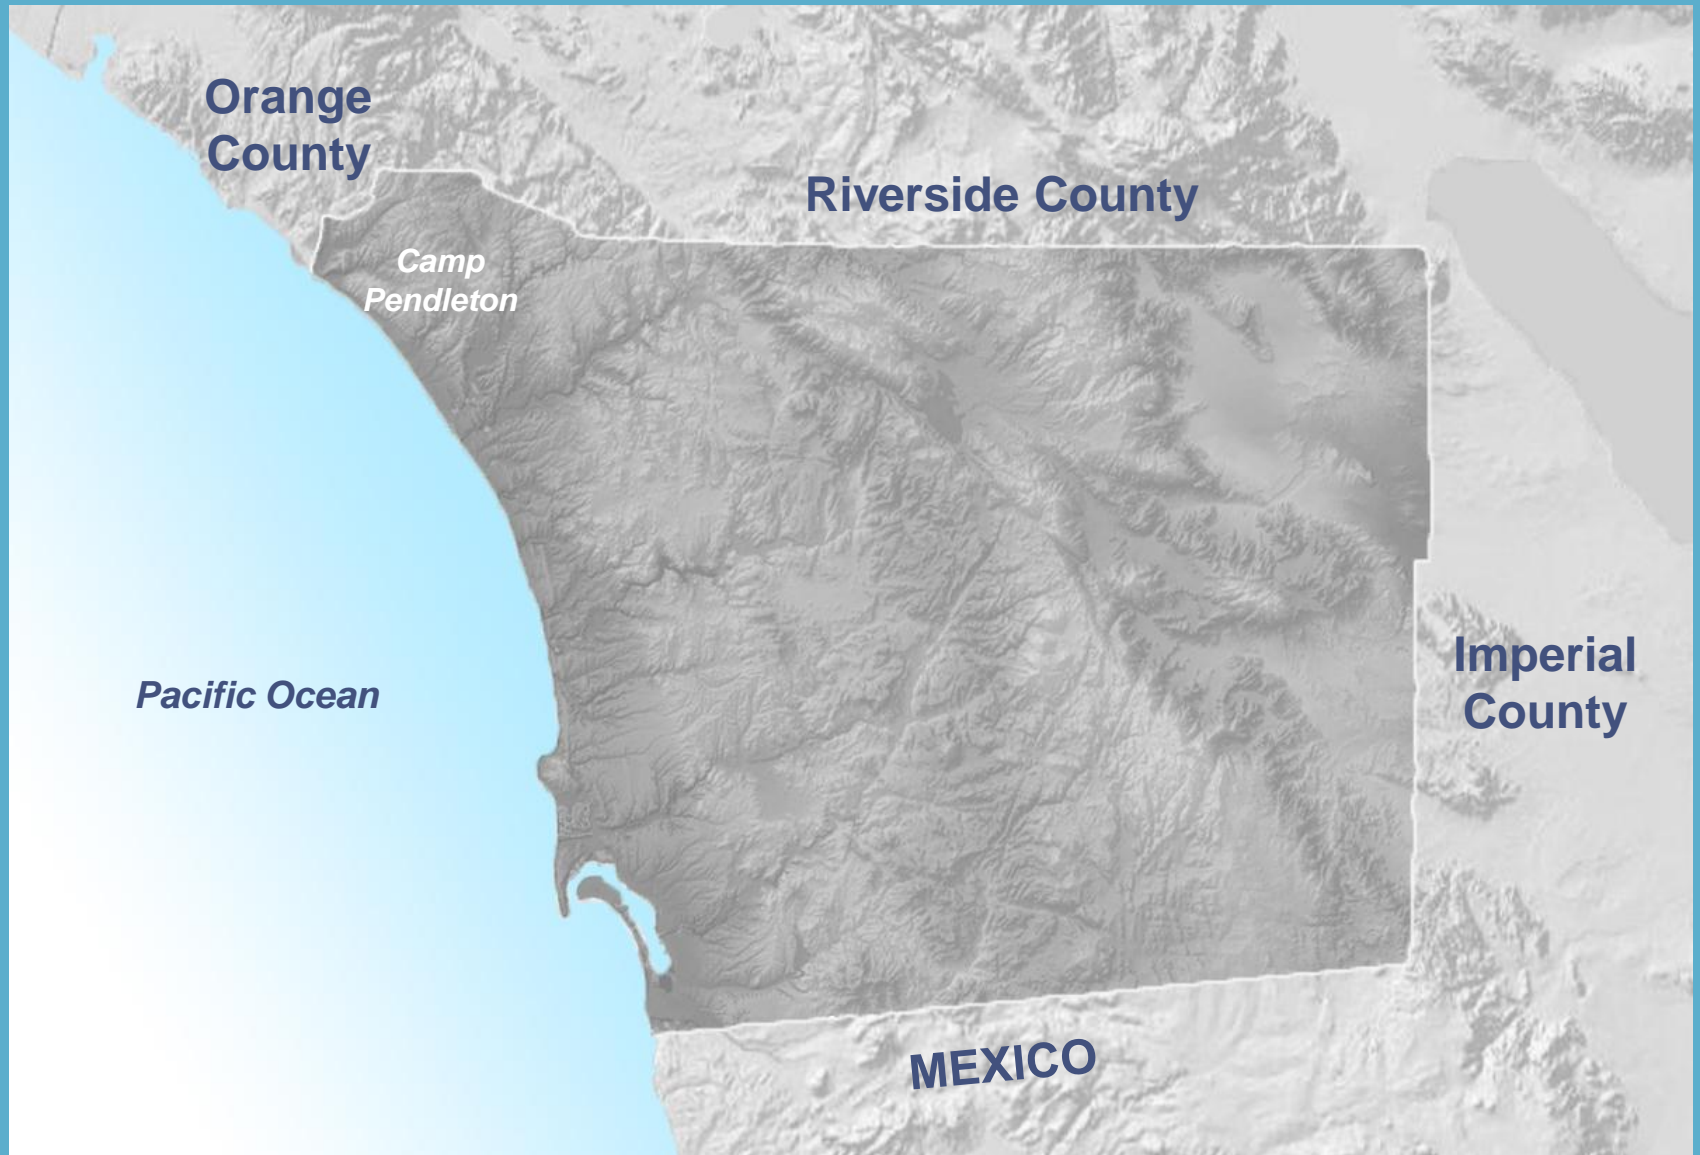 Orange
County
Riverside County
Camp
Pendleton
Imperial
County
Pacific Ocean
MEXICO